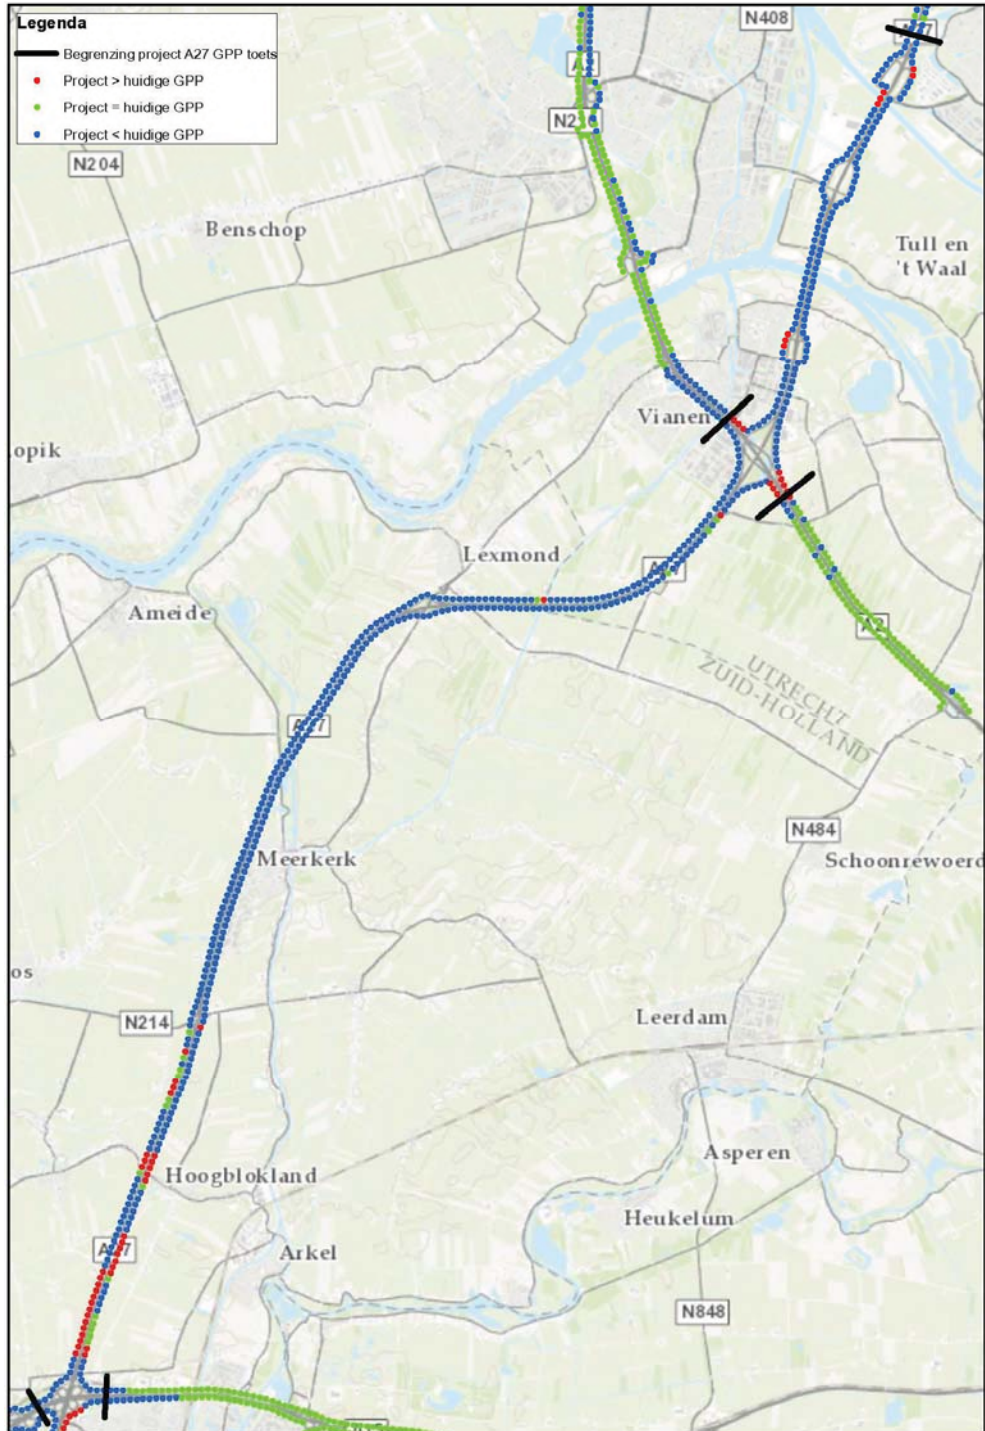 Legenda
Begrenzing project A27 GPP toets
Project > huidige GPP
Project = huidige GPP
Project < huidige GPP
N408
N204
Benschop
Tull en
't Waal
Vianen
opik
Lexmond
Ameide
A2
UTRECHT
ZUID-HOLLAND
N484
Meerkerk
Schoonrewoerd
os
N214
Leerdam
Asperen
Hoogblokland
Heukelum
Arkel
N848